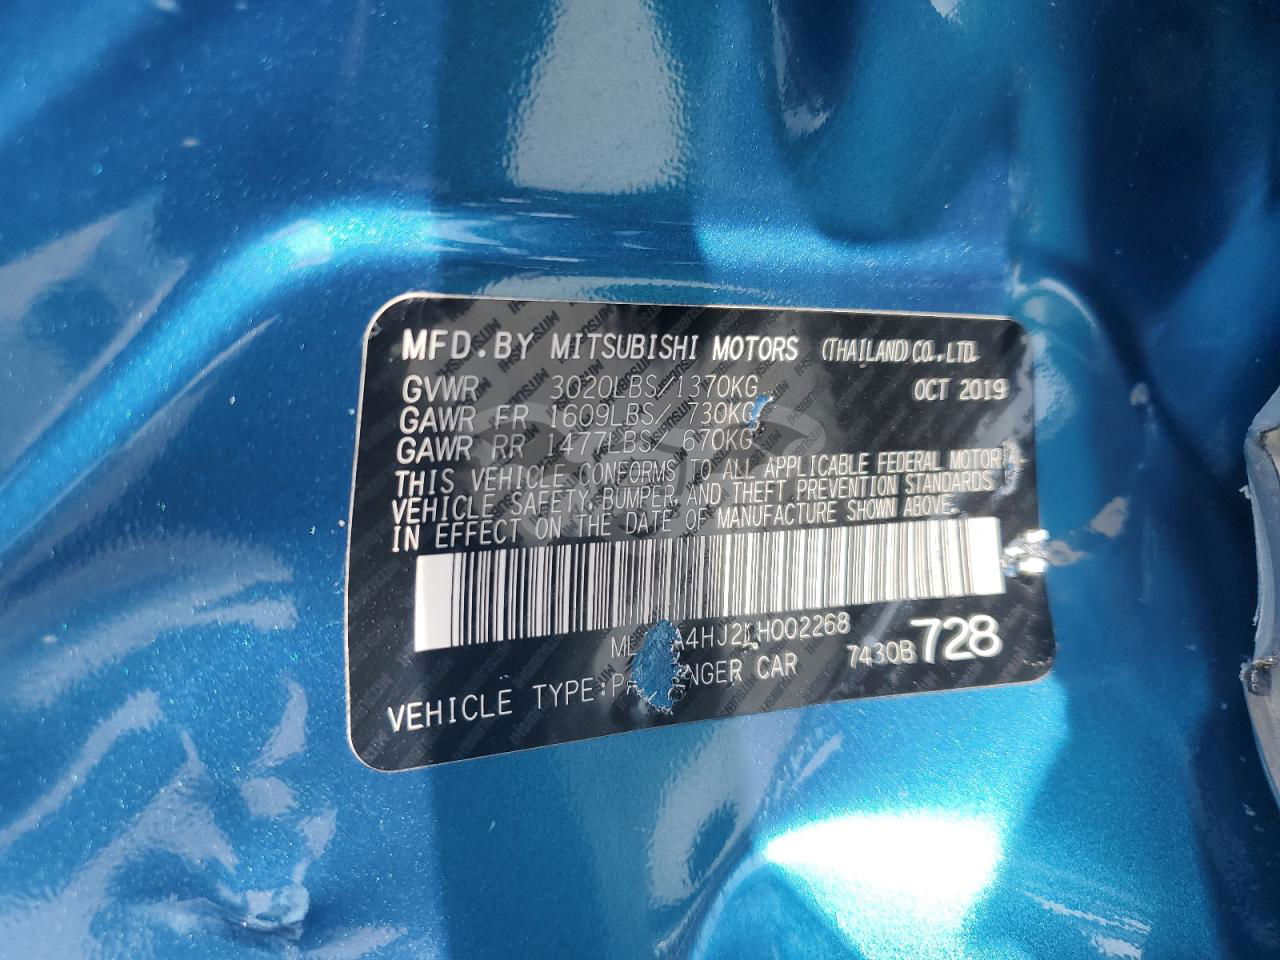 MFD.BY MITSUBISHI MOTORS (THAILAND)CO.,LTD.
GVWR 3020LBS/1370KG OCT 2019
GAWR FR 1609LBS/ 730KG
GAWR RR 1477LBS/ 670KG
THIS VEHICLE CONFORMS TO ALL APPLICABLE FEDERAL MOTOR
VEHICLE SAFETY, BUMPER, AND THEFT PREVENTION STANDARDS
IN EFFECT ON THE DATE OF MANUFACTURE SHOWN ABOVE.
7430B 728
VEHICLE TYPE: CAR